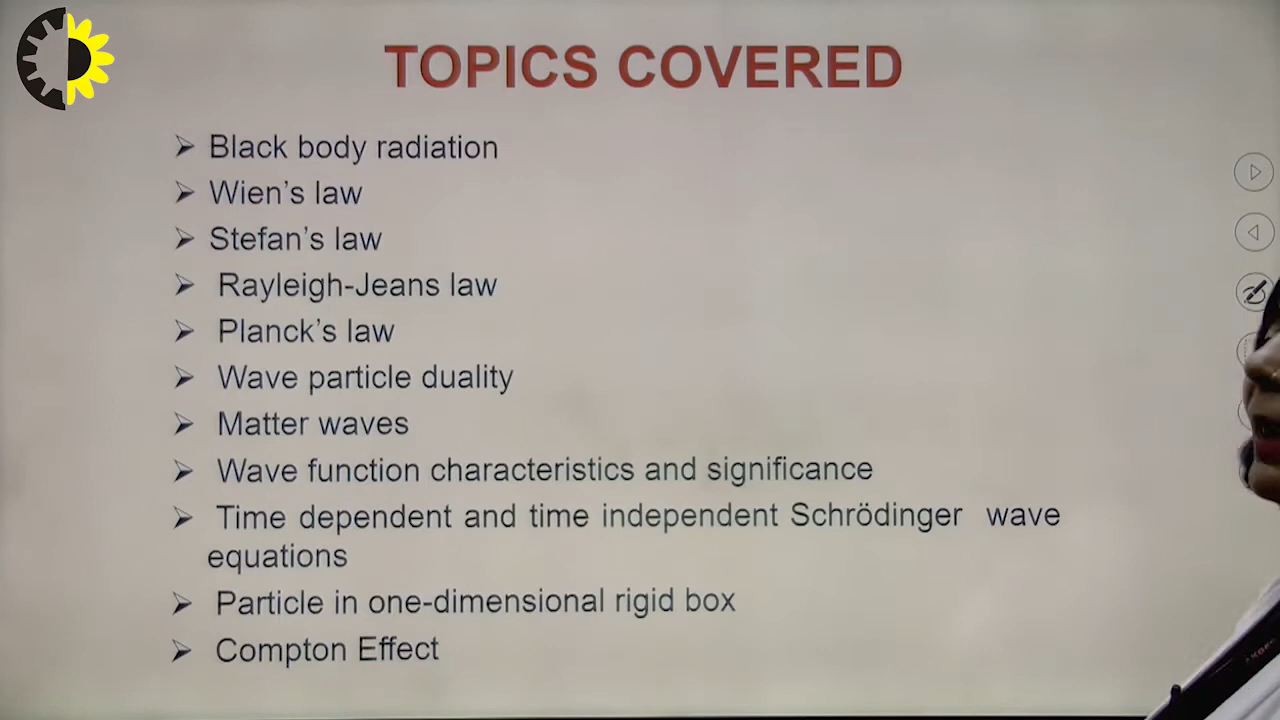 TOPICS COVERED
➢ Black body radiation
➢ Wien's law
➢ Stefan's law
➢ Rayleigh-Jeans law
➢ Planck's law
➢ Wave particle duality
➢ Matter waves
➢ Wave function characteristics and significance
➢ Time dependent and time independent Schrödinger wave
equations
➢ Particle in one-dimensional rigid box
➢ Compton Effect